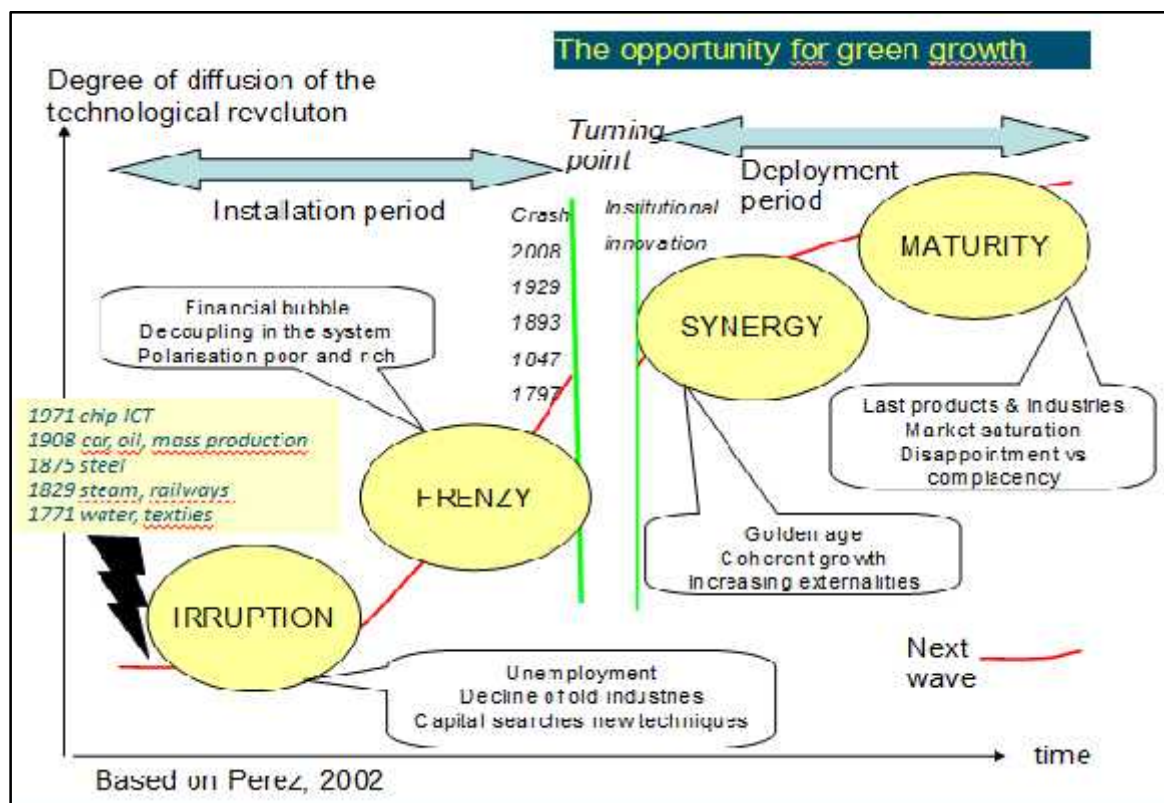 The opportunity for green growth
Degree of diffusion of the
technological revoluton
Turning
point
Installation period
Deployment
period
Crash
2008
1929
1893
1047
1797
Institutional
innovation
MATURITY
SYNERGY
Financial bubble
Decoupling in the system
Polarisation poor and rich
1971 chip ICT
1908 car, oil, mass production
1875 steel
1829 steam, railways
1771 water, textiles
FRENZY
Last products & Industries
Market saturation
Disappointment vs
complacency
Golden age
Coherent growth
Increasing externalities
IRRUPTION
Unemployment
Decline of old industries
Capital searches new techniques
Next
wave
time
Based on Perez, 2002